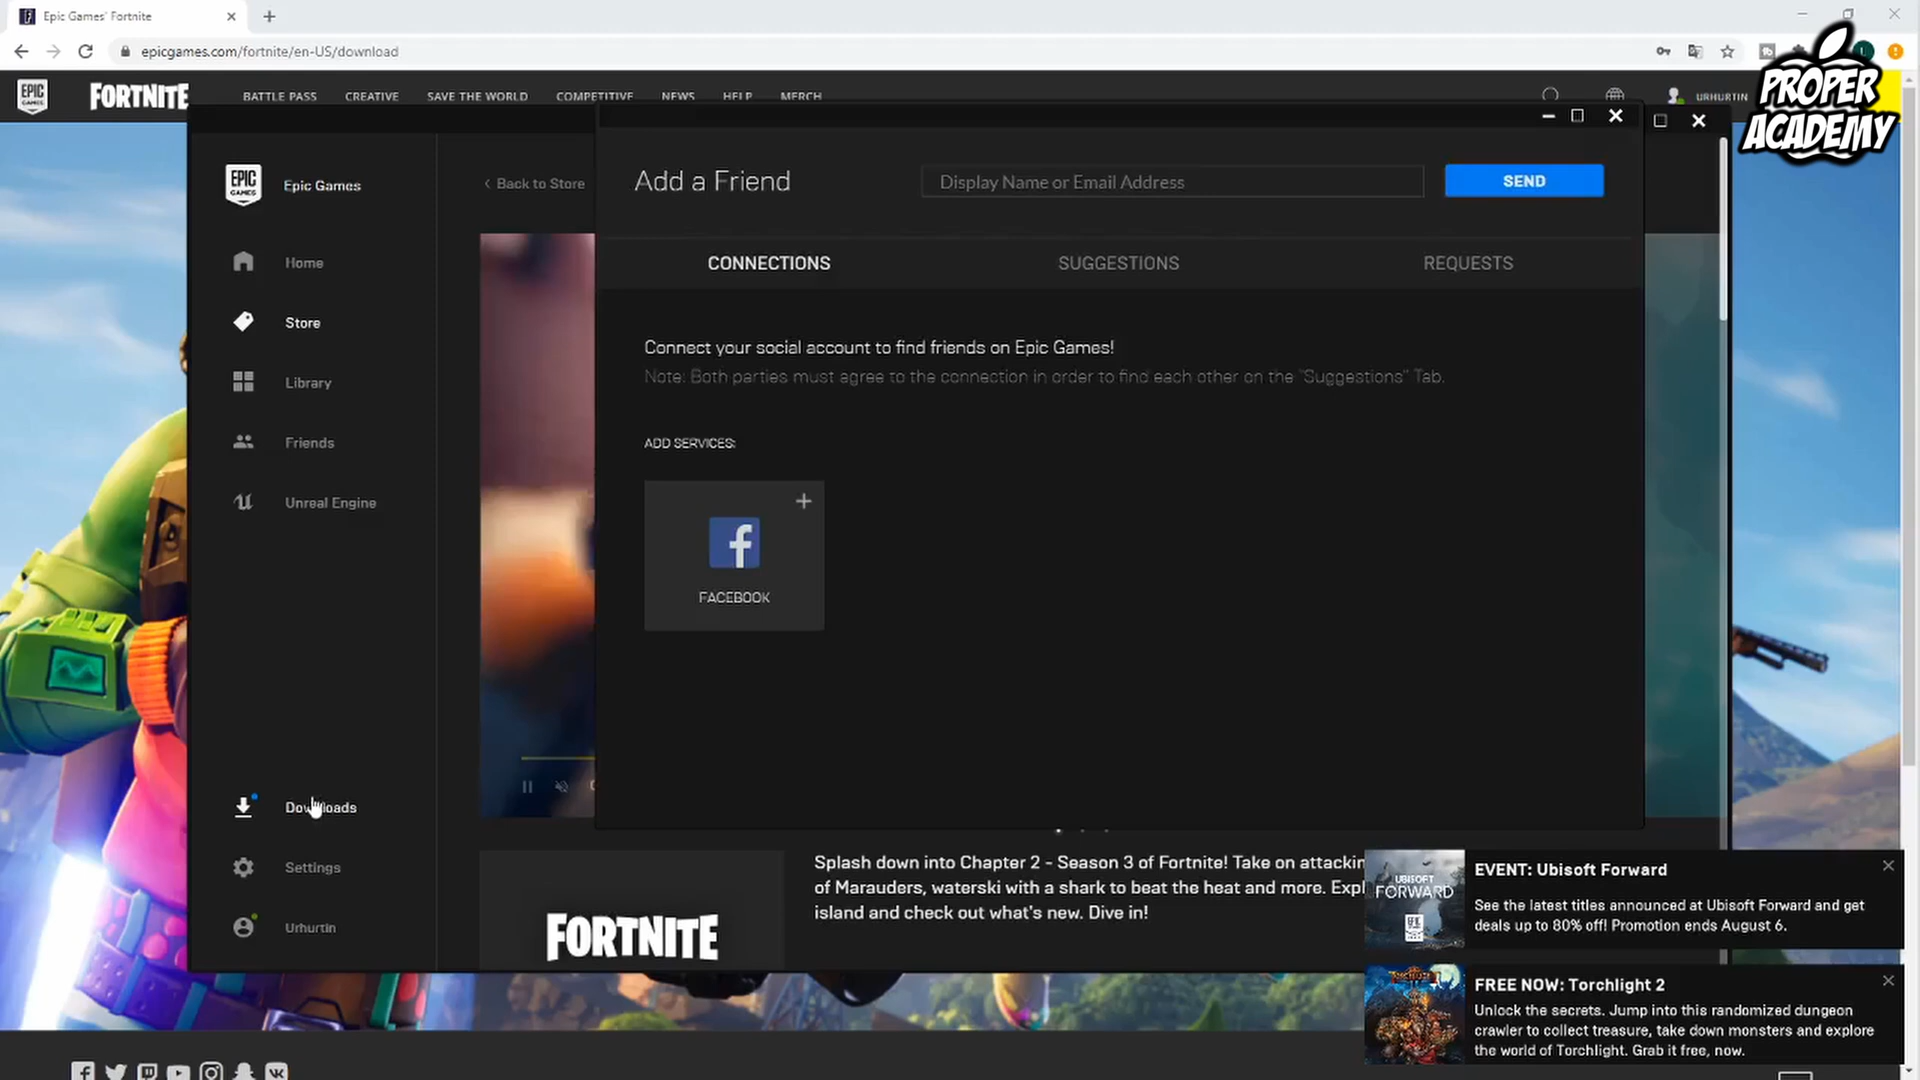 Epic Games' Fortnite
epicgames.com/fortnite/en-US/download
PROPER
ACADEMY
EPIC
GAMES
FORTNITE
BATTLE PASS
CREATIVE
SAVE THE WORLD
COMPETITIVE
NEWS
HELP
MERCH
URHURTIN
EPIC
GAMES
Epic Games
Home
Store
Library
Friends
Unreal Engine
Downloads
Settings
Urhurtin
Back to Store
Add a Friend
Display Name or Email Address
SEND
CONNECTIONS
SUGGESTIONS
REQUESTS
Connect your social account to find friends on Epic Games!
Note: Both parties must agree to the connection in order to find each other on the "Suggestions" Tab.
ADD SERVICES:
FACEBOOK
FORTNITE
Splash down into Chapter 2 - Season 3 of Fortnite! Take on attackin
of Marauders, waterski with a shark to beat the heat and more. Expl
island and check out what's new. Dive in!
UBISOFT
FORWARD
EPIC
EVENT: Ubisoft Forward
See the latest titles announced at Ubisoft Forward and get
deals up to 80% off! Promotion ends August 6.
FREE NOW: Torchlight 2
Unlock the secrets. Jump into this randomized dungeon
crawler to collect treasure, take down monsters and explore
the world of Torchlight. Grab it free, now.